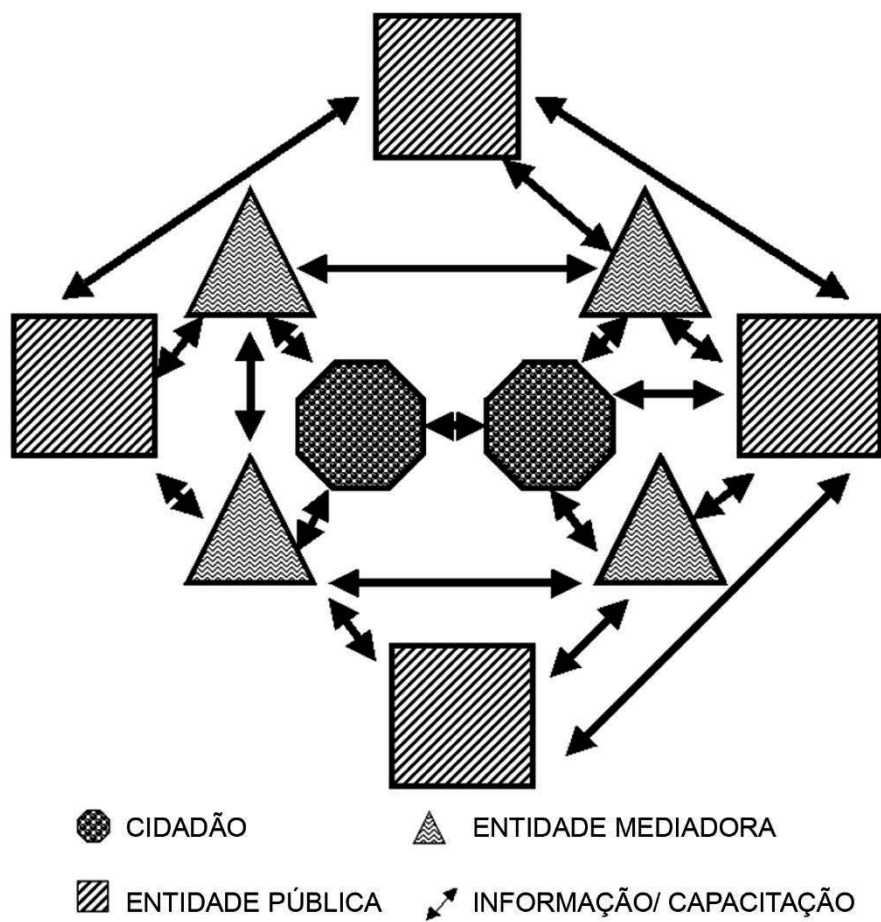 CIDADÃO
ENTIDADE MEDIADORA
ENTIDADE PÚBLICA
INFORMAÇÃO/ CAPACITAÇÃO